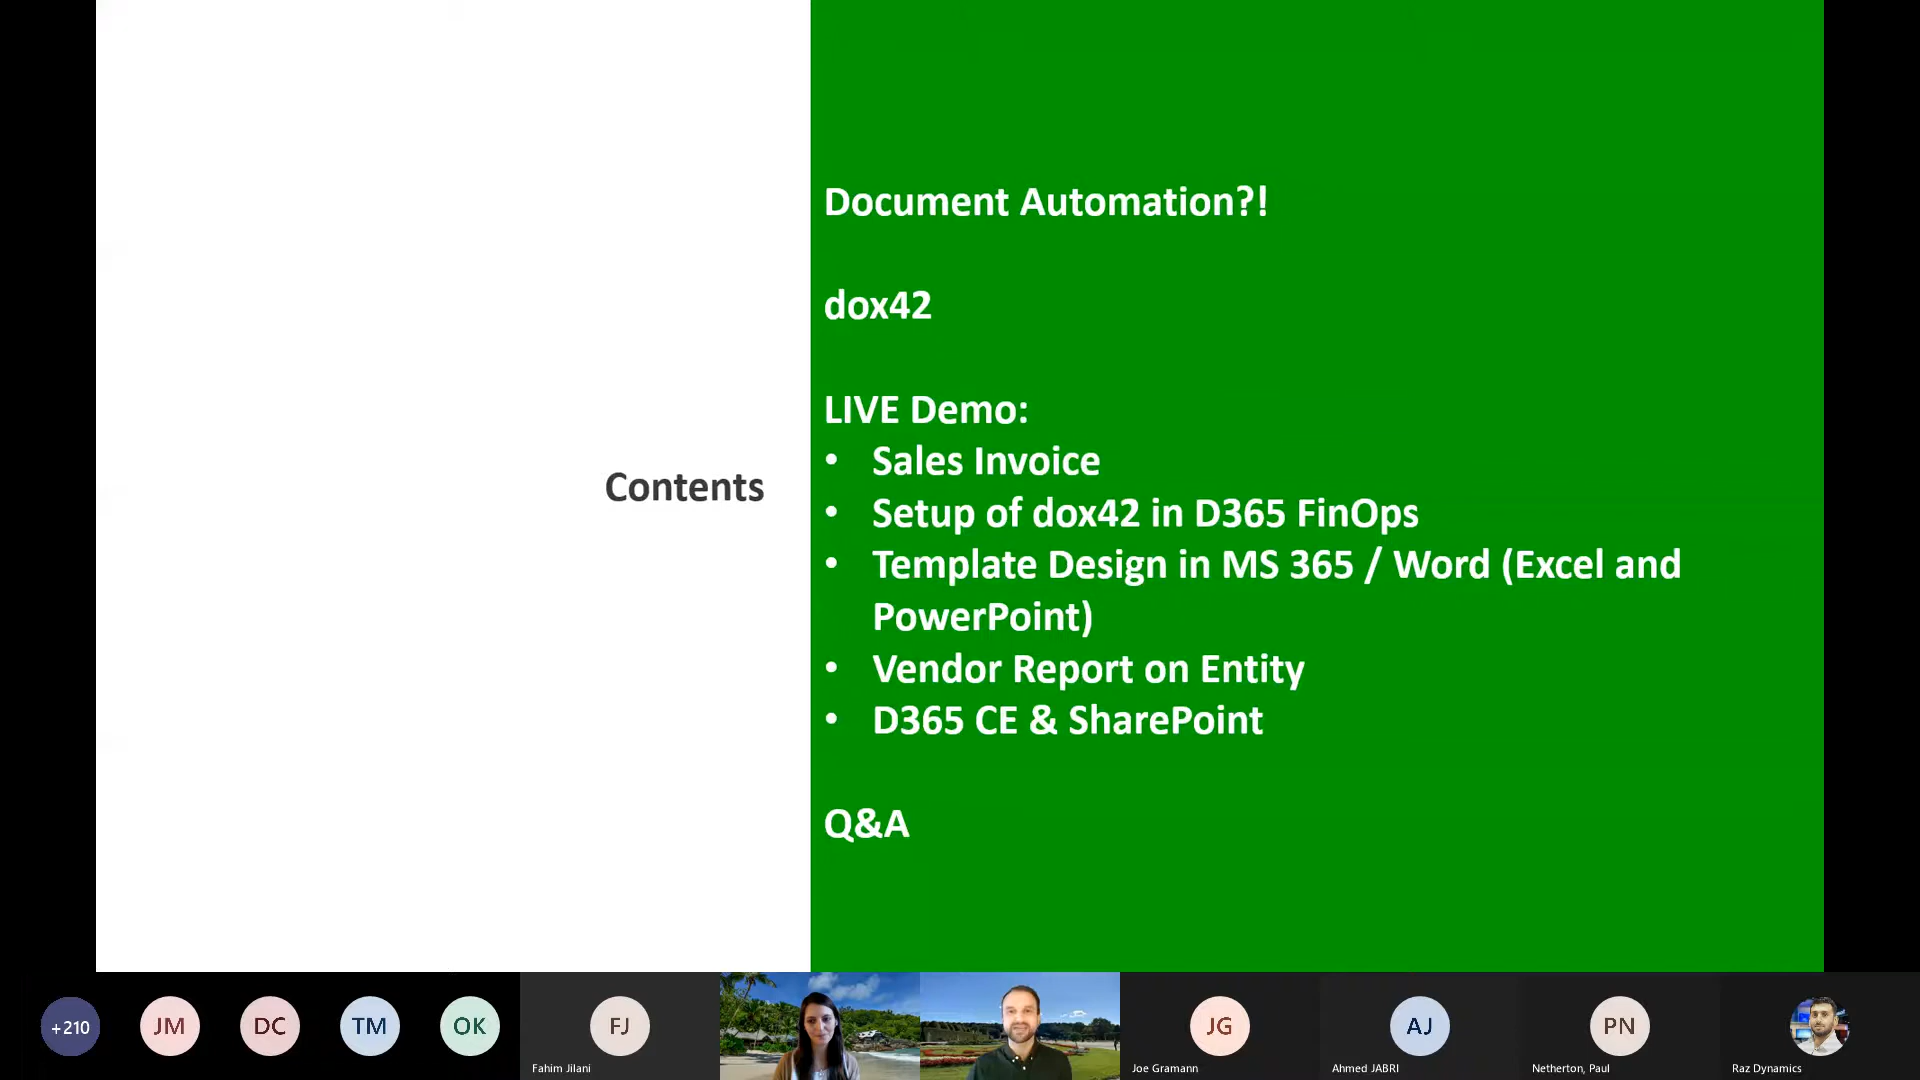 Document Automation?!
dox42
LIVE Demo:
• Sales Invoice
Contents
• Setup of dox42 in D365 FinOps
• Template Design in MS 365 / Word (Excel and
PowerPoint)
• Vendor Report on Entity
• D365 CE & SharePoint
Q&A
+210 JM DC TM OK FJ JG AJ PN
Fahim Jilani Joe Gramann Ahmed JABRI Netherton, Paul Raz Dynamics